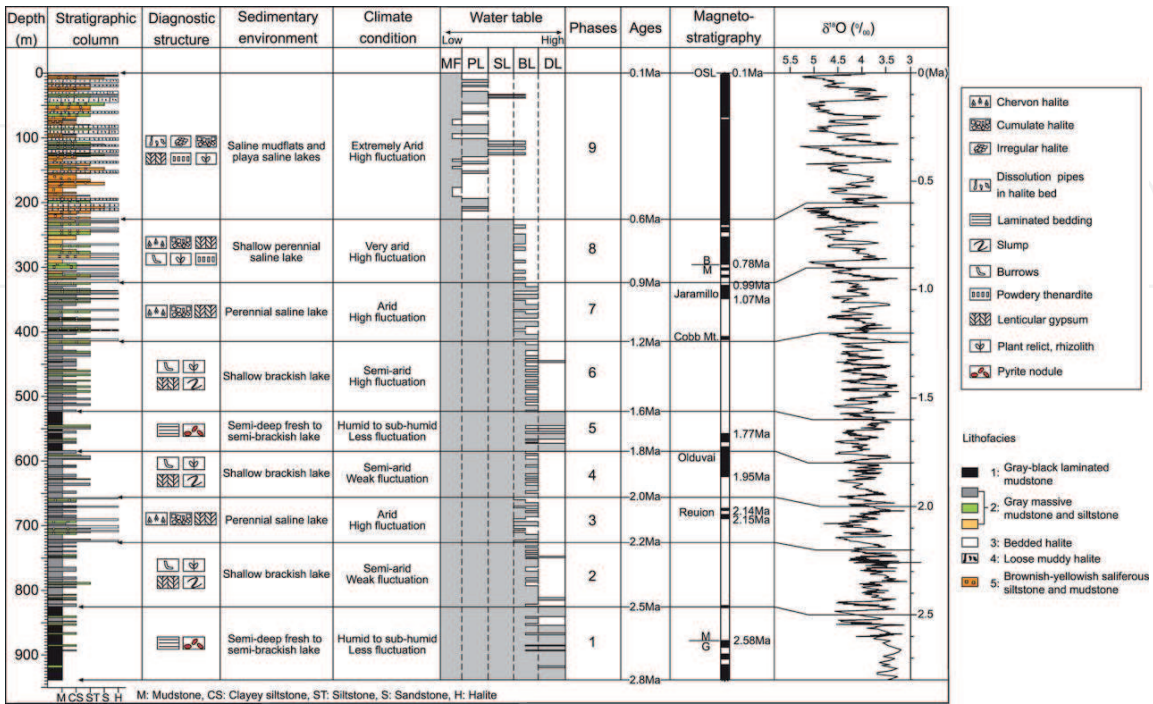 Depth (m)
Stratigraphic column
Diagnostic structure
Sedimentary environment
Climate condition
Water table
Low High
MF PL SL BL DL
Phases
Ages
Magneto-stratigraphy
δ¹⁸O (⁰/₀₀)
5.5 5 4.5 4 3.5 3
0
100
200
300
400
500
600
700
800
900
Saline mudflats and playa saline lakes
Extremely Arid
High fluctuation
9
Shallow perennial saline lake
Very arid
High fluctuation
8
Perennial saline lake
Arid
High fluctuation
7
Shallow brackish lake
Semi-arid
High fluctuation
6
Semi-deep fresh to semi-brackish lake
Humid to sub-humid
Less fluctuation
5
Shallow brackish lake
Semi-arid
Weak fluctuation
4
Perennial saline lake
Arid
High fluctuation
3
Shallow brackish lake
Semi-arid
Weak fluctuation
2
Semi-deep fresh to semi-brackish lake
Humid to sub-humid
Less fluctuation
1
0.1Ma
0.6Ma
0.9Ma
1.2Ma
1.6Ma
1.8Ma
2.0Ma
2.2Ma
2.5Ma
2.8Ma
OSL 0.1Ma
B
M
0.78Ma
0.99Ma
Jaramillo
1.07Ma
Cobb Mt.
1.77Ma
Olduvai
1.95Ma
Reuion
2.14Ma
2.15Ma
M
G
2.58Ma
0(Ma)
0.5
1.0
1.5
2.0
2.5
M CS ST S H
M: Mudstone, CS: Clayey siltstone, ST: Siltstone, S: Sandstone, H: Halite
Chervon halite
Cumulate halite
Irregular halite
Dissolution pipes
in halite bed
Laminated bedding
Slump
Burrows
Powdery thenardite
Lenticular gypsum
Plant relict, rhizolith
Pyrite nodule
Lithofacies
1: Gray-black laminated
mudstone
2: Gray massive
mudstone and siltstone
3: Bedded halite
4: Loose muddy halite
5: Brownish-yellowish saliferous
siltstone and mudstone